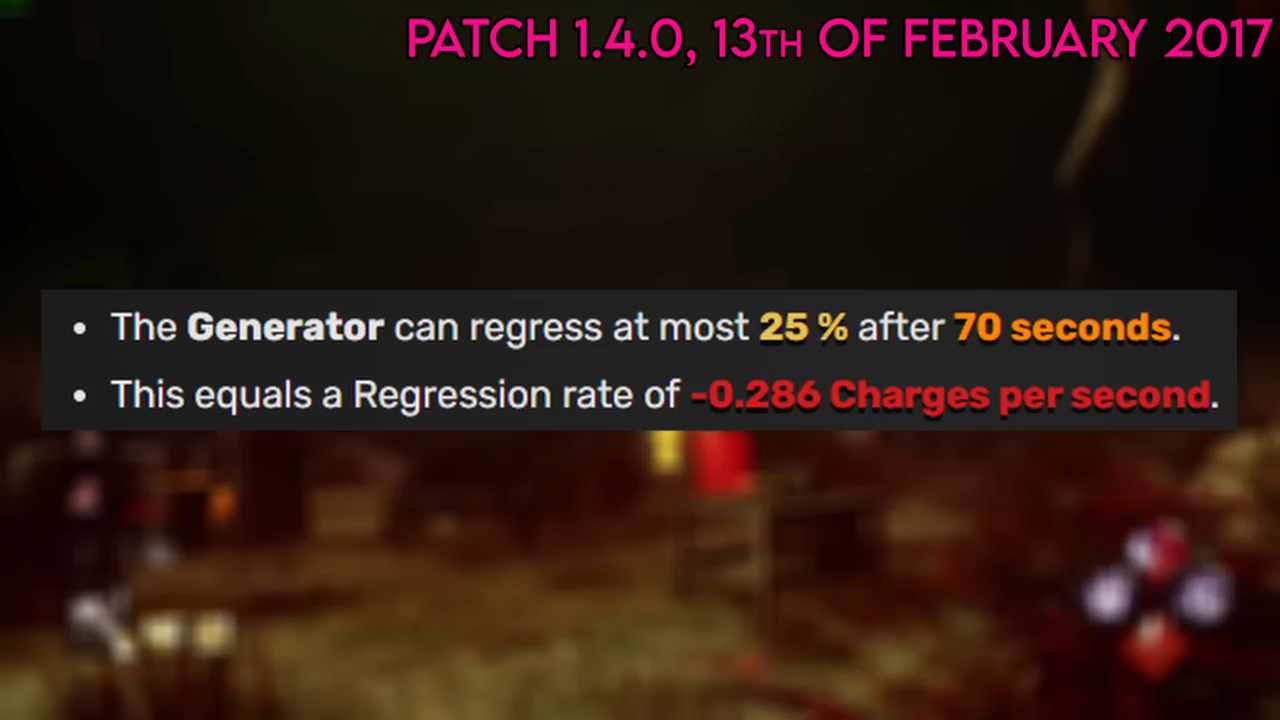 PATCH 1.4.0, 13TH OF FEBRUARY 2017
• The Generator can regress at most 25 % after 70 seconds.
• This equals a Regression rate of -0.286 Charges per second.